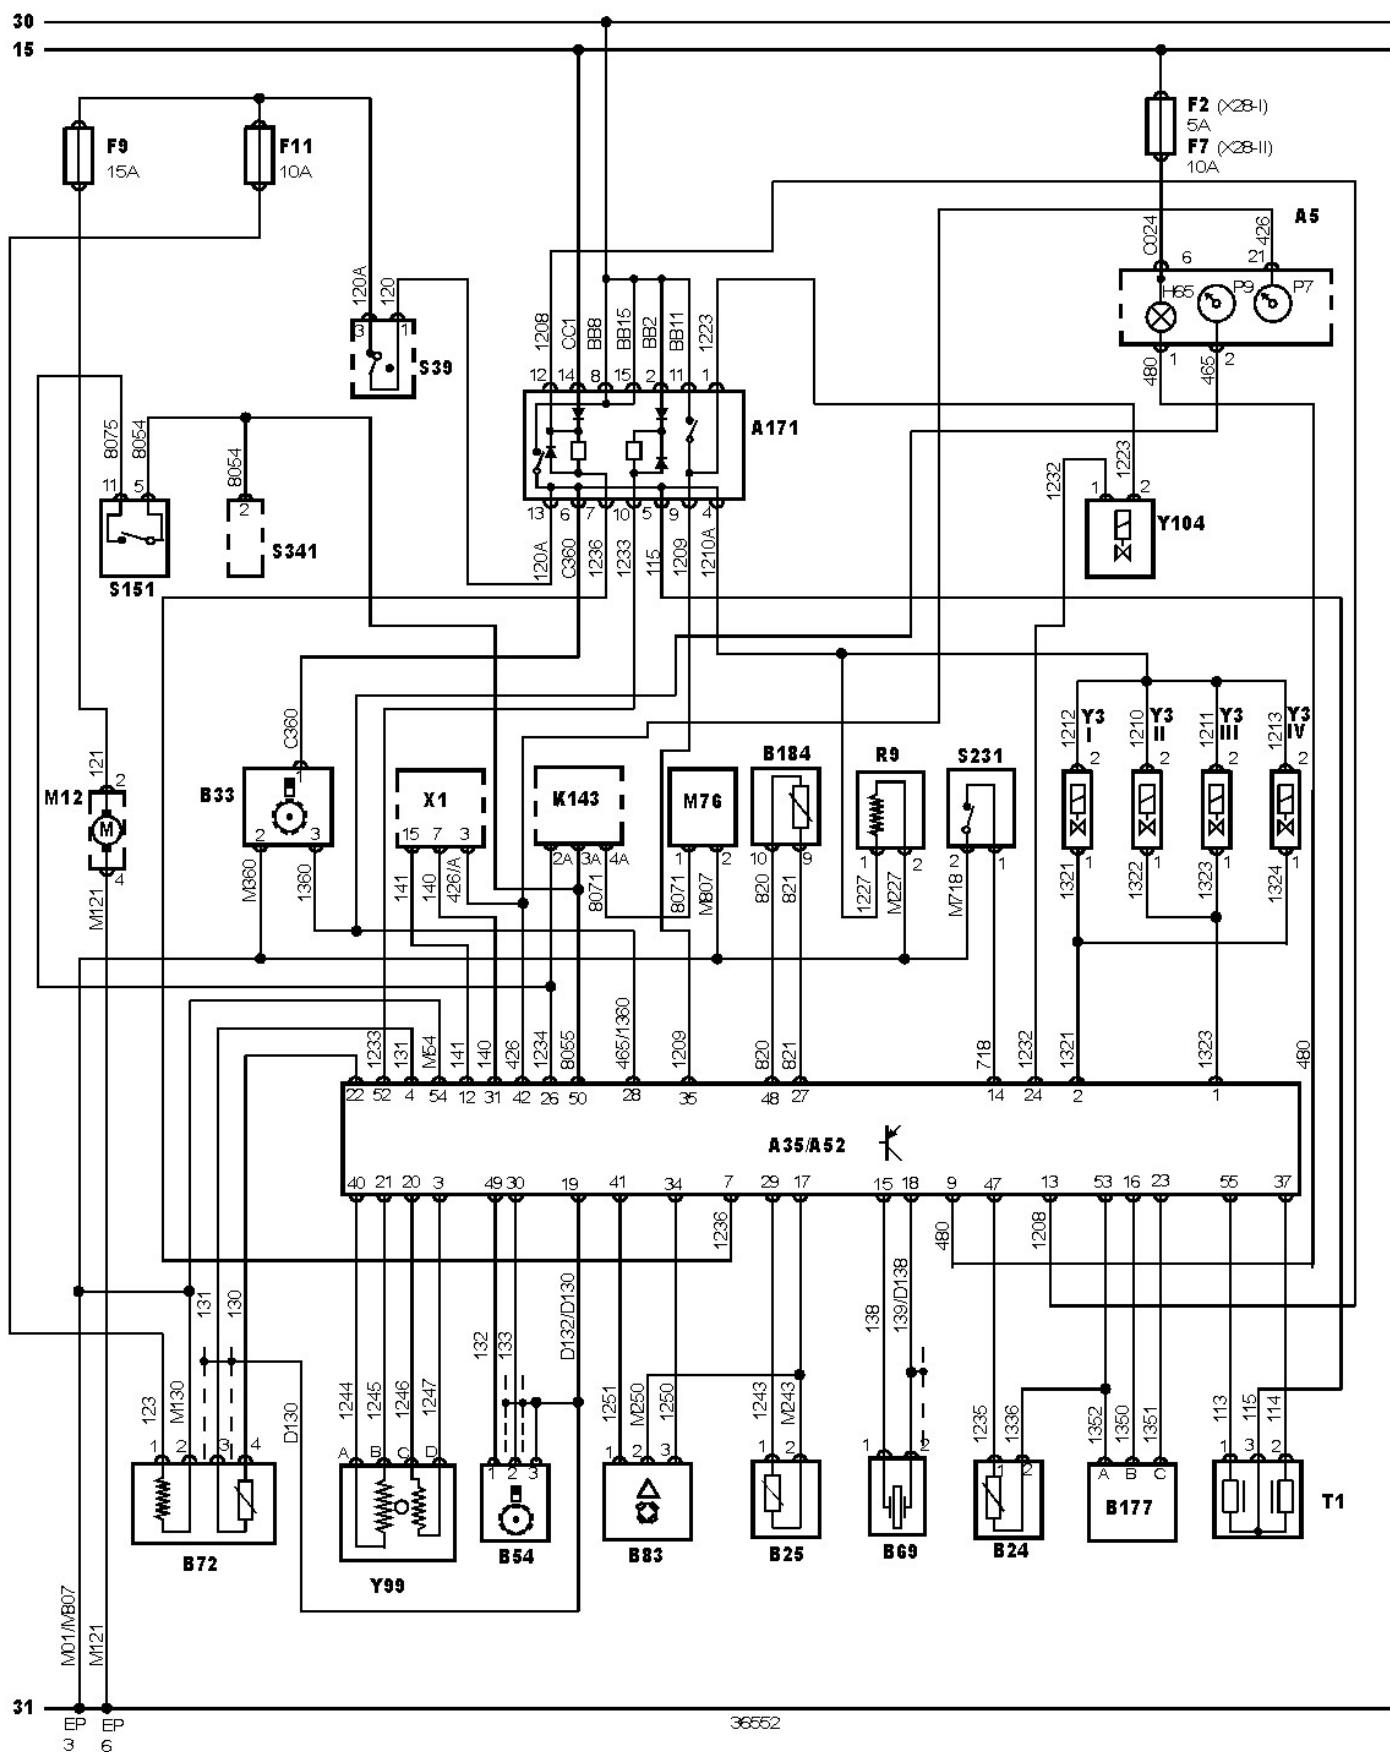 30
15
F2 (X28-I)
5A
F7 (X28-II)
10A
F9
15A
F11
10A
A5
C024
426
6
21
H65
P9
P7
480
1
465
2
120A
120
3
1
S39
1208
CC1
BB8
BB15
BB2
BB11
1223
12
14
8
15
2
11
1
A171
13
6
7
10
5
9
4
120A
C360
1236
1233
115
1209
1210A
8075
8054
8054
11
5
2
S151
S341
1232
1223
1
2
Y104
C360
121
2
M12
M
4
M121
1
B33
2
3
M360
1360
X1
15
7
3
141
140
426/A
K143
2A
3A
4A
8071
M76
1
2
8071
M807
B184
10
9
820
821
R9
1
2
1227
M227
S231
2
1
M718
1212
Y3
I
1210
Y3
II
1211
Y3
III
1213
Y3
IV
2
2
2
2
1
1
1
1
1321
1322
1323
1324
1233
131
M54
141
140
426
1234
8055
465/1360
1209
820
821
718
1232
1321
1323
480
22
52
4
54
12
31
42
26
50
28
35
48
27
14
24
2
1
A35/A52
40
21
20
3
49
30
19
41
34
7
29
17
15
18
9
47
13
53
16
23
55
37
1236
480
1208
131
130
132
133
D132/D130
138
139/D138
123
M130
D130
1244
1245
1246
1247
1251
M250
1250
1243
M243
1235
1336
1352
1350
1351
113
115
114
1
2
3
4
A
B
C
D
1
2
3
1
2
3
1
2
1
2
1
2
A
B
C
1
3
2
B72
Y99
B54
B83
B25
B69
B24
B177
T1
M01/M807
M121
31
EP
3
EP
6
36552